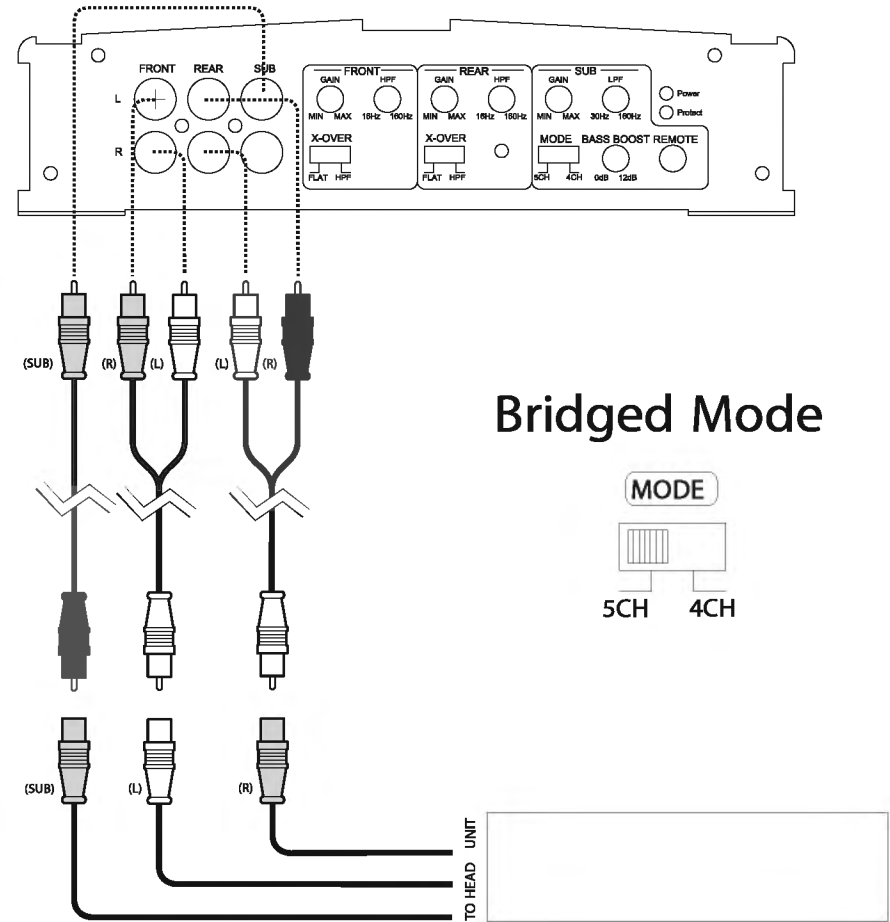 FRONT REAR SUB
L
R
FRONT
GAIN HPF
MIN MAX 16Hz 160Hz
X-OVER
FLAT HPF
REAR
GAIN HPF
MIN MAX 16Hz 160Hz
X-OVER
FLAT HPF
SUB
GAIN LPF
MIN MAX 30Hz 160Hz
MODE BASS BOOST REMOTE
5CH 4CH 0dB 12dB
Power
Protect
(SUB) (R) (L) (L) (R)
Bridged Mode
MODE
5CH 4CH
(SUB) (L) (R)
TO HEAD UNIT